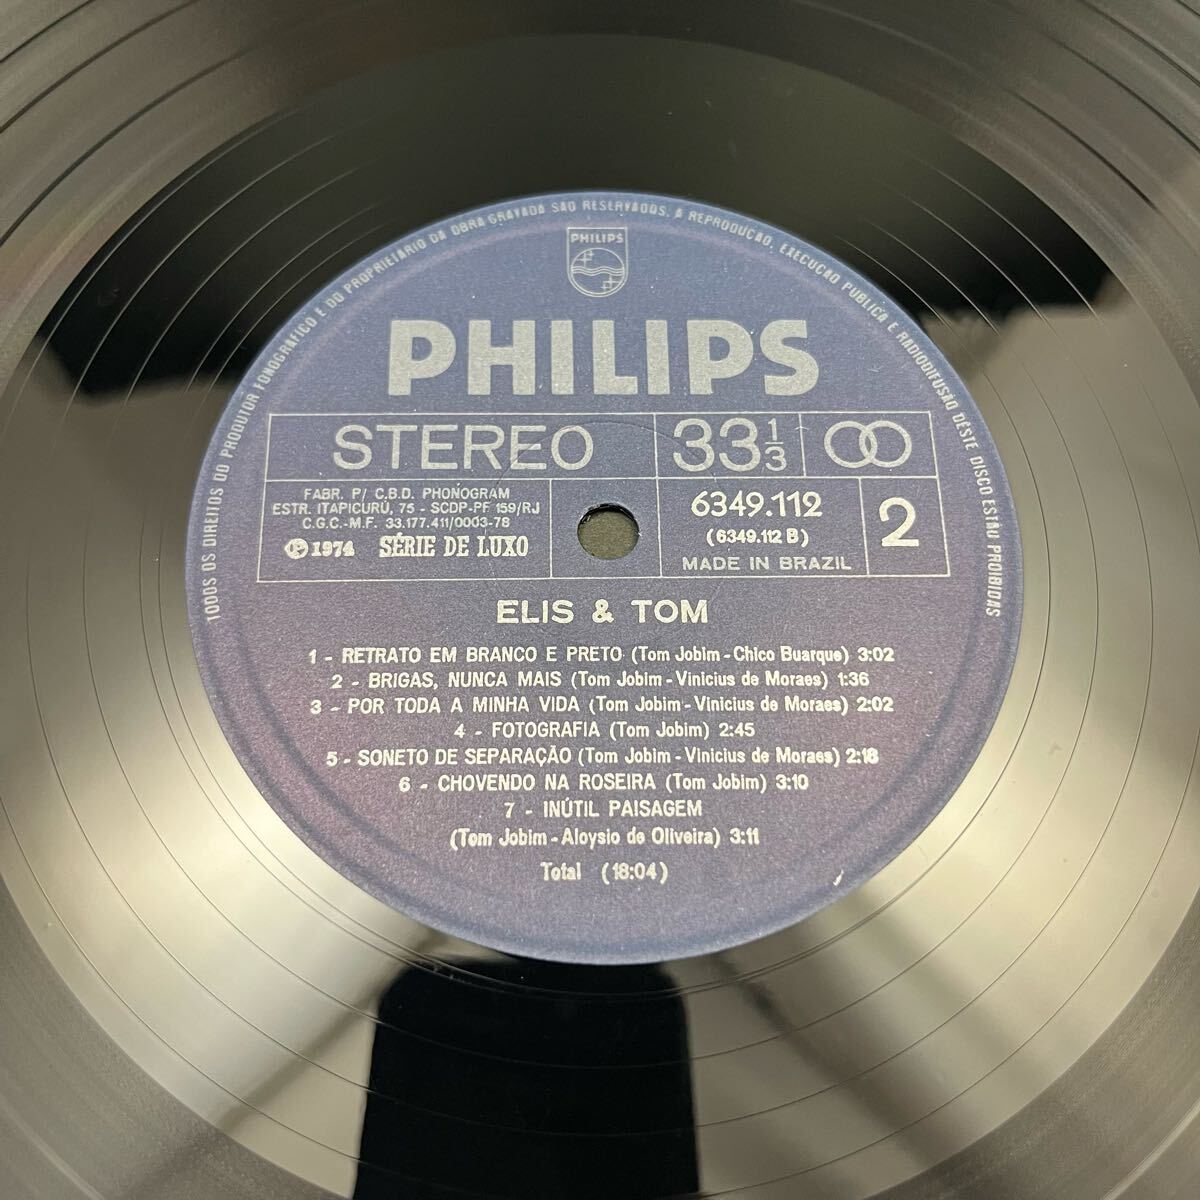 TODOS OS DIREITOS DO PRODUTOR FONOGRÁFICO E DO PROPRIETÁRIO DA OBRA GRAVADA SÃO RESERVADOS. A REPRODUÇÃO, EXECUÇÃO PÚBLICA E RADIODIFUSÃO DÊSTE DISCO ESTÃO PROIBIDAS
PHILIPS
PHILIPS
STEREO
33 1/3
FABR. P/ C.B.D. PHONOGRAM
ESTR. ITAPICURÚ, 75 - SCDP-PF 159/RJ
C.G.C.-M.F. 33.177.411/0003-78
℗ 1974 SÉRIE DE LUXO
6349.112
(6349.112 B)
MADE IN BRAZIL
2
ELIS & TOM
1 - RETRATO EM BRANCO E PRETO (Tom Jobim - Chico Buarque) 3:02
2 - BRIGAS, NUNCA MAIS (Tom Jobim - Vinicius de Moraes) 1:36
3 - POR TODA A MINHA VIDA (Tom Jobim - Vinicius de Moraes) 2:02
4 - FOTOGRAFIA (Tom Jobim) 2:45
5 - SONETO DE SEPARAÇÃO (Tom Jobim - Vinicius de Moraes) 2:18
6 - CHOVENDO NA ROSEIRA (Tom Jobim) 3:10
7 - INÚTIL PAISAGEM
(Tom Jobim - Aloysio de Oliveira) 3:11
Total (18:04)